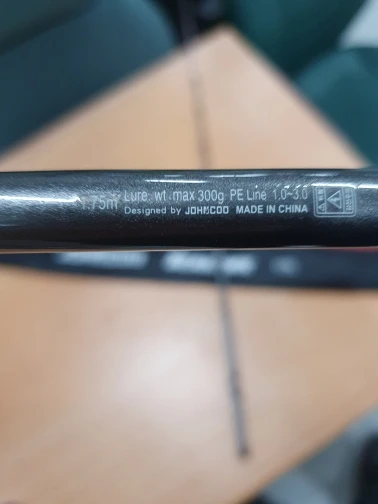 1.75m Lure. wt. max 300g PE Line 1.0~3.0
Designed by JOHNCOO MADE IN CHINA